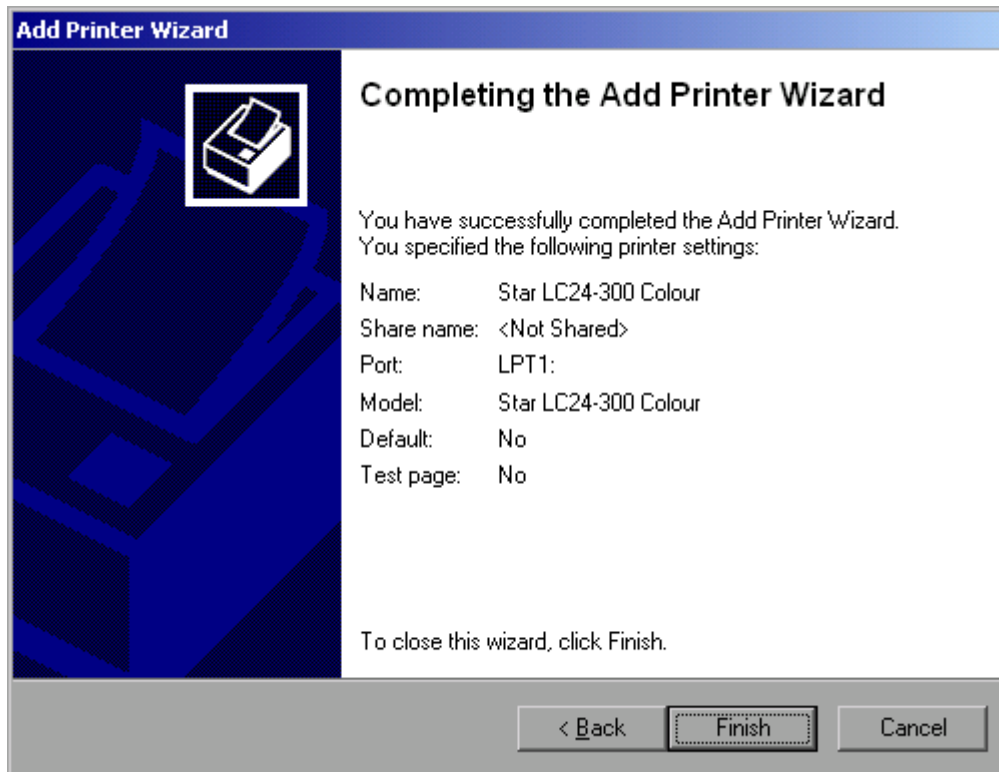 Add Printer Wizard
Completing the Add Printer Wizard
You have successfully completed the Add Printer Wizard.
You specified the following printer settings:
Name: Star LC24-300 Colour
Share name: <Not Shared>
Port: LPT1:
Model: Star LC24-300 Colour
Default: No
Test page: No
To close this wizard, click Finish.
< Back Finish Cancel